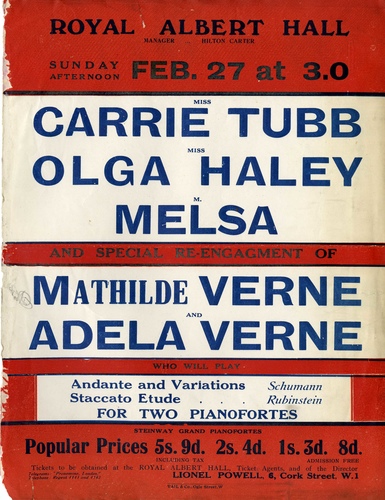 ROYAL ALBERT HALL
MANAGER . HILTON CARTER
SUNDAY AFTERNOON FEB. 27 at 3.0
MISS
CARRIE TUBB
MISS
OLGA HALEY
M.
MELSA
AND SPECIAL RE-ENGAGMENT OF
MATHILDE VERNE
AND
ADELA VERNE
WHO WILL PLAY
Andante and Variations Schumann
Staccato Etude . . . Rubinstein
FOR TWO PIANOFORTES
STEINWAY GRAND PIANOFORTES
Popular Prices 5s. 9d. 2s. 4d. 1s. 3d. 8d.
INCLUDING TAX ADMISSION FREE
Tickets to be obtained at the ROYAL ALBERT HALL, Ticket Agents, and of the Director
LIONEL POWELL, 6, Cork Street, W.1